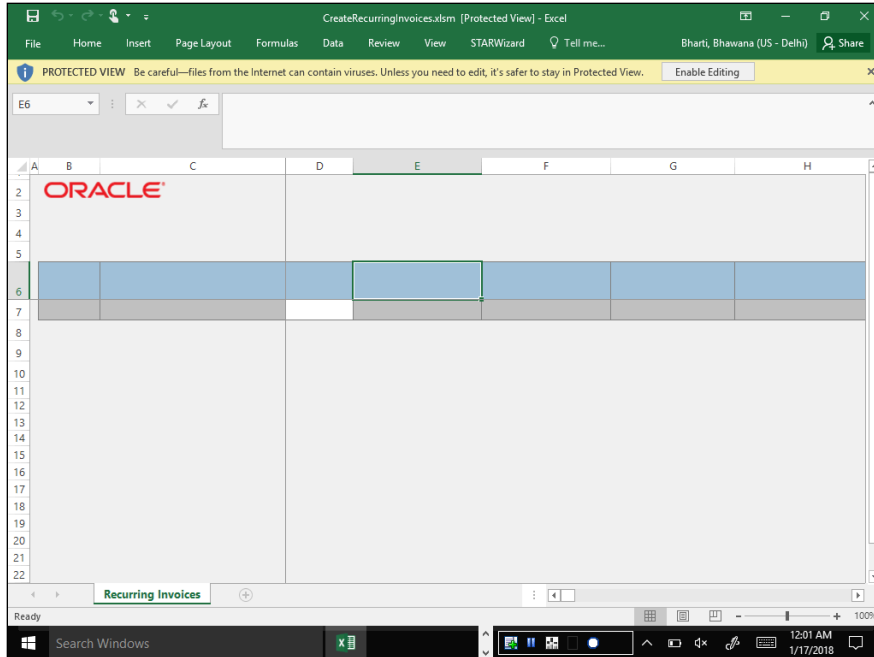 CreateRecurringInvoices.xlsm [Protected View] - Excel
File Home Insert Page Layout Formulas Data Review View STARWizard Tell me... Bharti, Bhawana (US - Delhi) Share
PROTECTED VIEW Be careful—files from the Internet can contain viruses. Unless you need to edit, it's safer to stay in Protected View. Enable Editing
E6 fx
A B C D E F G H
2 ORACLE
3
4
5
6
7
8
9
10
11
12
13
14
15
16
17
18
19
20
21
22
Recurring Invoices
Ready 100%
Search Windows 12:01 AM
1/17/2018